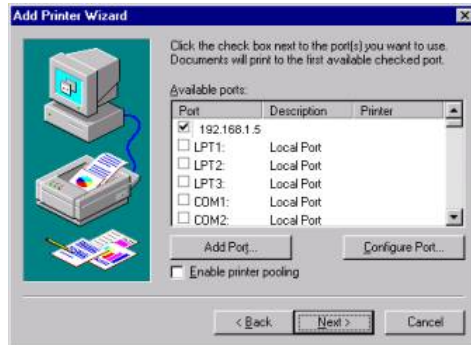 Add Printer Wizard
Click the check box next to the port(s) you want to use.
Documents will print to the first available checked port.
Available ports:
Port Description Printer
192.168.1.5
LPT1: Local Port
LPT2: Local Port
LPT3: Local Port
COM1: Local Port
COM2: Local Port
Add Port... Configure Port...
Enable printer pooling
< Back Next > Cancel